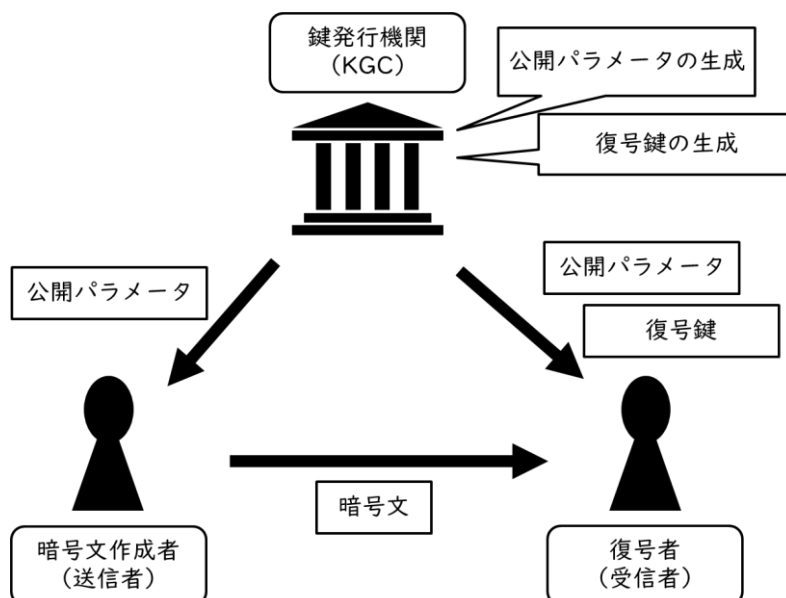 鍵発行機関
（KGC）
公開パラメータの生成
復号鍵の生成
公開パラメータ
公開パラメータ
復号鍵
暗号文
暗号文作成者
（送信者）
復号者
（受信者）